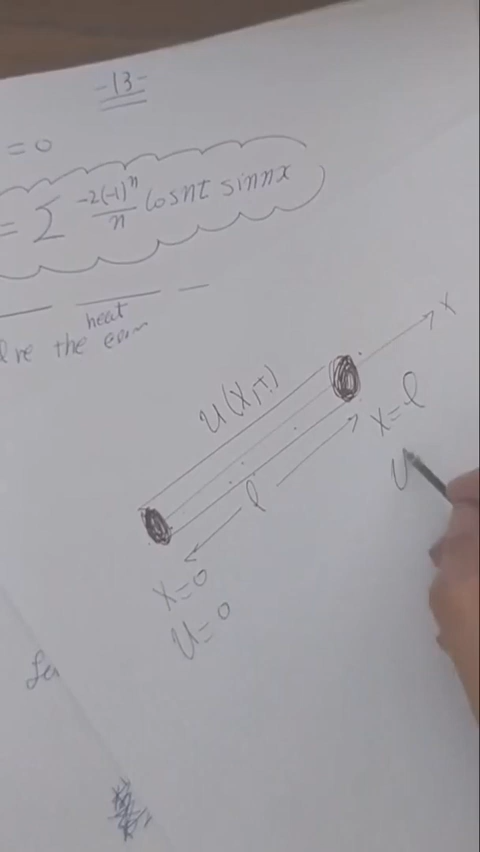 -13-
= 0
= Σ -2(-1)^n/n cosnt sinnx
heat
the
x
u(x,t)
x=l
l
u
x=0
u=0